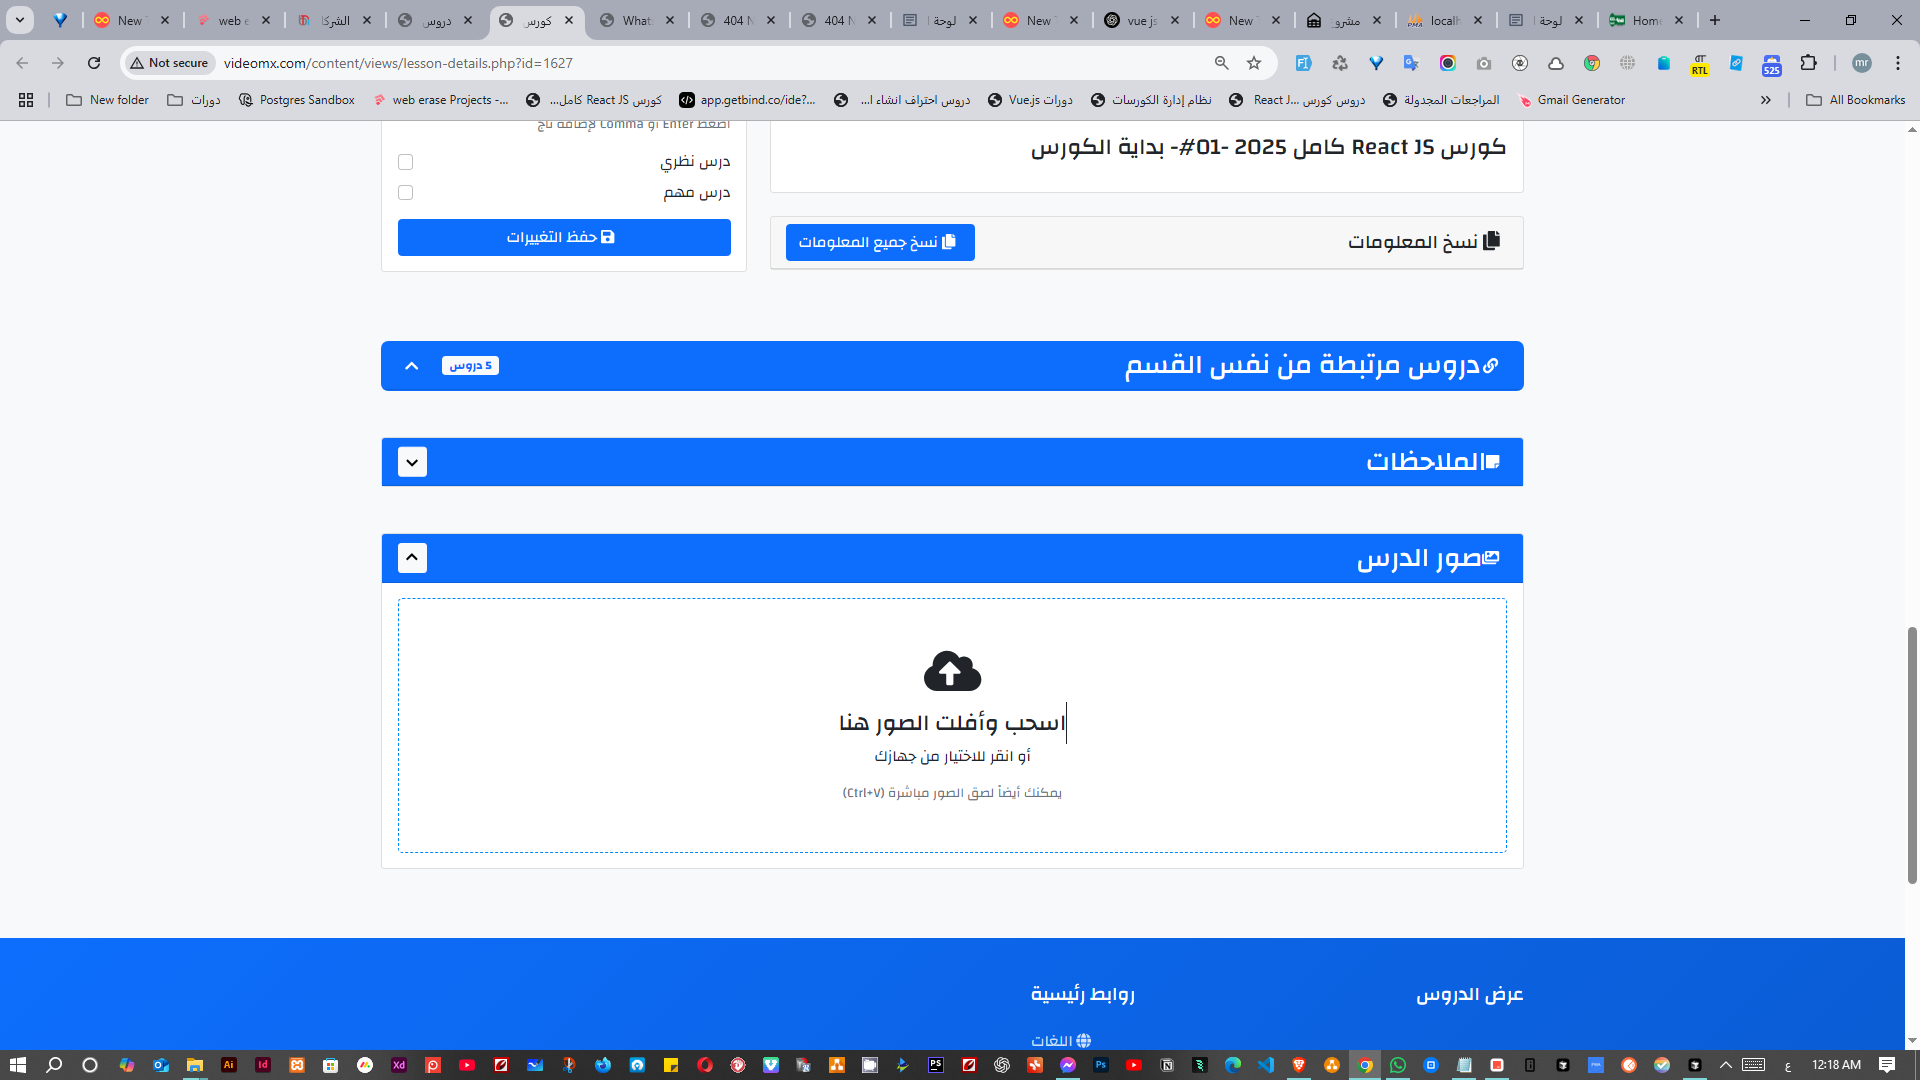 New
web e
الشركا
دروس
كورس
What
404 N
404 N
لوحة ا
New
vue js
New
مشروع
localh
لوحة ا
Home
Not secure
videomx.com/content/views/lesson-details.php?id=1627
RTL
525
mr
New folder
دورات
Postgres Sandbox
web erase Projects -...
كورس React JS كامل...
app.getbind.co/ide?...
دروس احتراف انشاء ا...
دورات Vue.js
نظام إدارة الكورسات
دروس كورس React J...
المراجعات المجدولة
Gmail Generator
All Bookmarks
اضغط Enter أو Comma لإضافة تاج
درس نظري
درس مهم
حفظ التغييرات
كورس React JS كامل 2025 -01#- بداية الكورس
نسخ المعلومات
نسخ جميع المعلومات
دروس مرتبطة من نفس القسم
5 دروس
الملاحظات
صور الدرس
اسحب وأفلت الصور هنا
أو انقر للاختيار من جهازك
يمكنك أيضاً لصق الصور مباشرة (Ctrl+V)
عرض الدروس
روابط رئيسية
اللغات
12:18 AM
ع